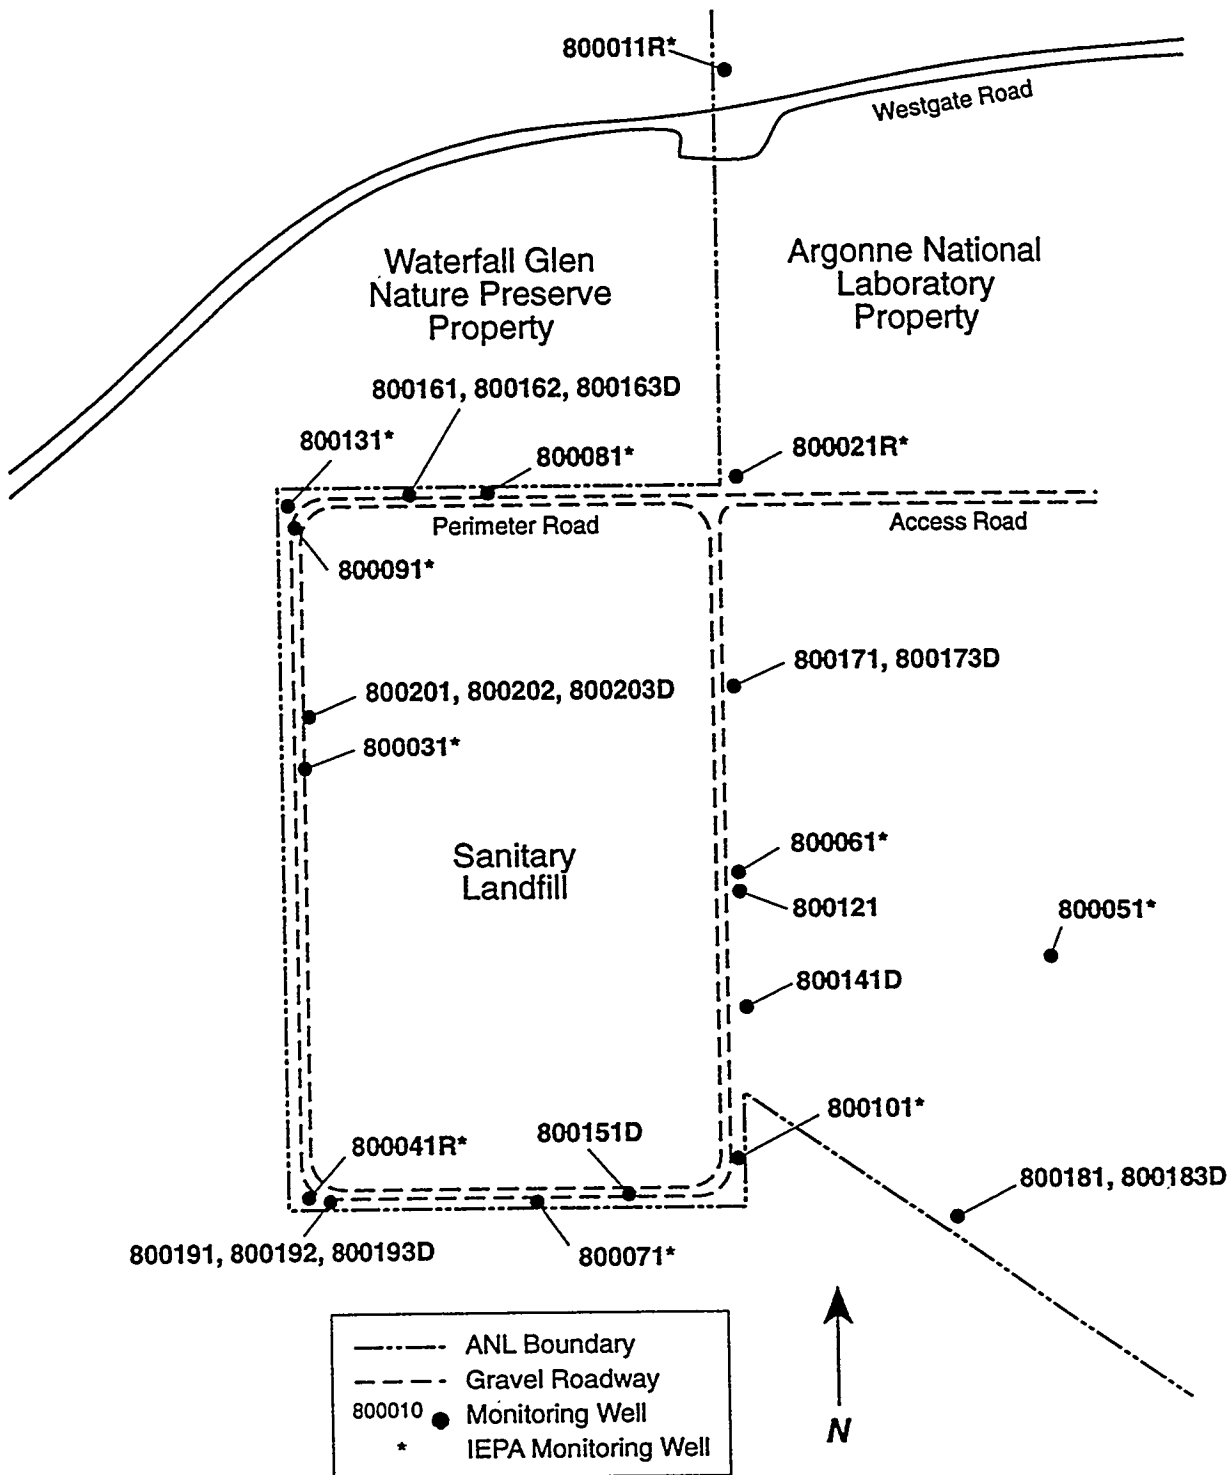 800011R*
Westgate Road
Waterfall Glen
Nature Preserve
Property
Argonne National
Laboratory
Property
800161, 800162, 800163D
800131*
800081*
800021R*
Perimeter Road
Access Road
800091*
800171, 800173D
800201, 800202, 800203D
800031*
Sanitary
Landfill
800061*
800121
800051*
800141D
800101*
800041R*
800151D
800181, 800183D
800191, 800192, 800193D
800071*
ANL Boundary
Gravel Roadway
800010 Monitoring Well
* IEPA Monitoring Well
N